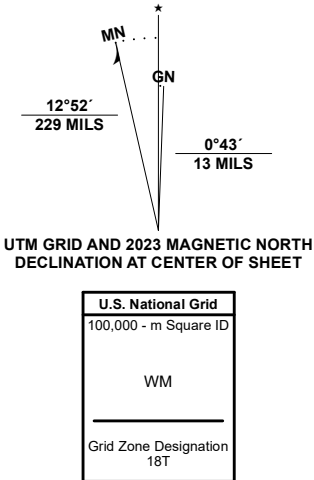 MN
GN
12°52´
229 MILS
0°43´
13 MILS
UTM GRID AND 2023 MAGNETIC NORTH
DECLINATION AT CENTER OF SHEET
U.S. National Grid
100,000 - m Square ID
WM
Grid Zone Designation
18T